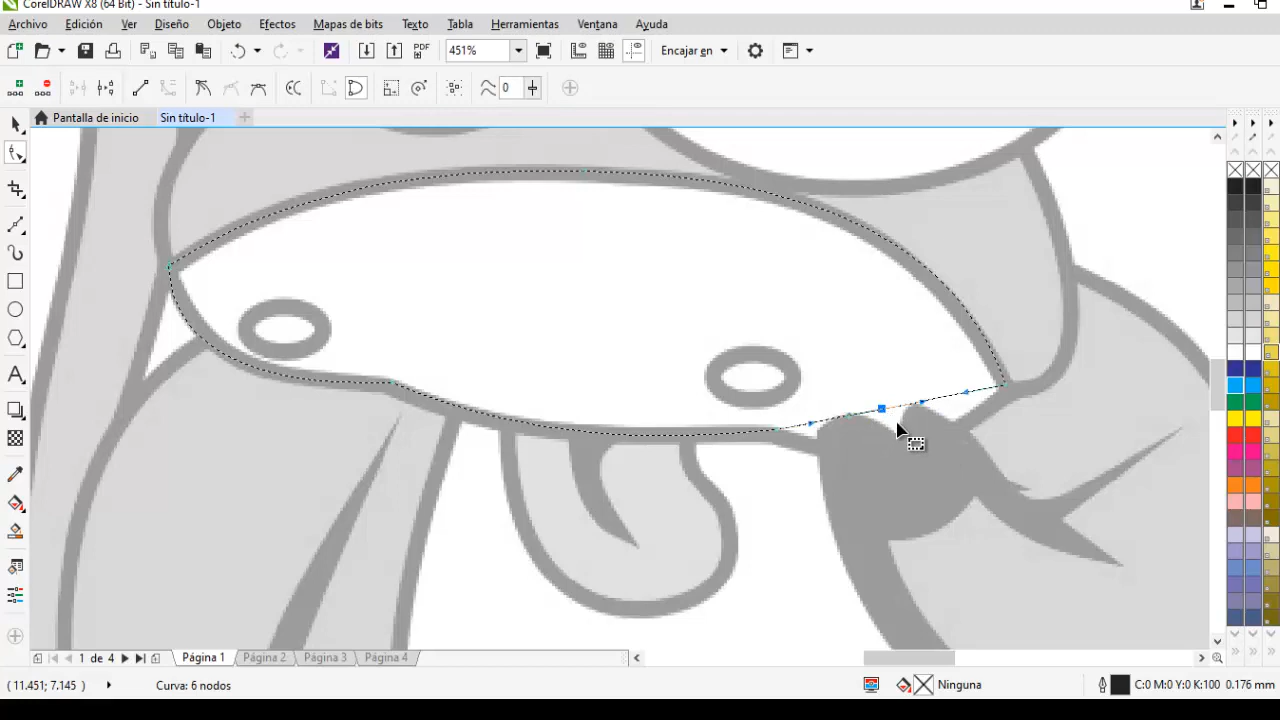 CorelDRAW X8 (64 Bit) - Sin título-1
Archivo Edición Ver Diseño Objeto Efectos Mapas de bits Texto Tabla Herramientas Ventana Ayuda
PDF 451% Encajar en
0
Pantalla de inicio Sin título-1
1 de 4 Página 1 Página 2 Página 3 Página 4
(11.451; 7.145) Curva: 6 nodos Ninguna C:0 M:0 Y:0 K:100 0.176 mm